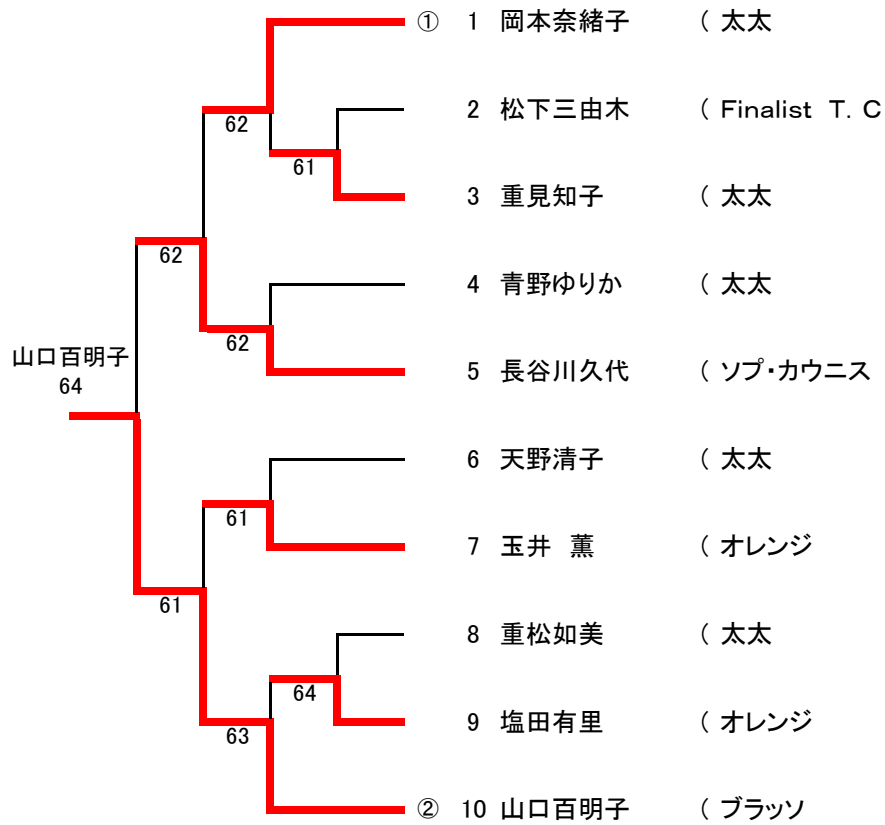 ① 1 岡本奈緒子 ( 太太
2 松下三由木 ( Finalist T.C
62
61
3 重見知子 ( 太太
62
4 青野ゆりか ( 太太
62
山口百明子
64
5 長谷川久代 ( ソプ・カウニス
6 天野清子 ( 太太
61
7 玉井 薫 ( オレンジ
61
8 重松如美 ( 太太
64
9 塩田有里 ( オレンジ
63
② 10 山口百明子 ( ブラッソ